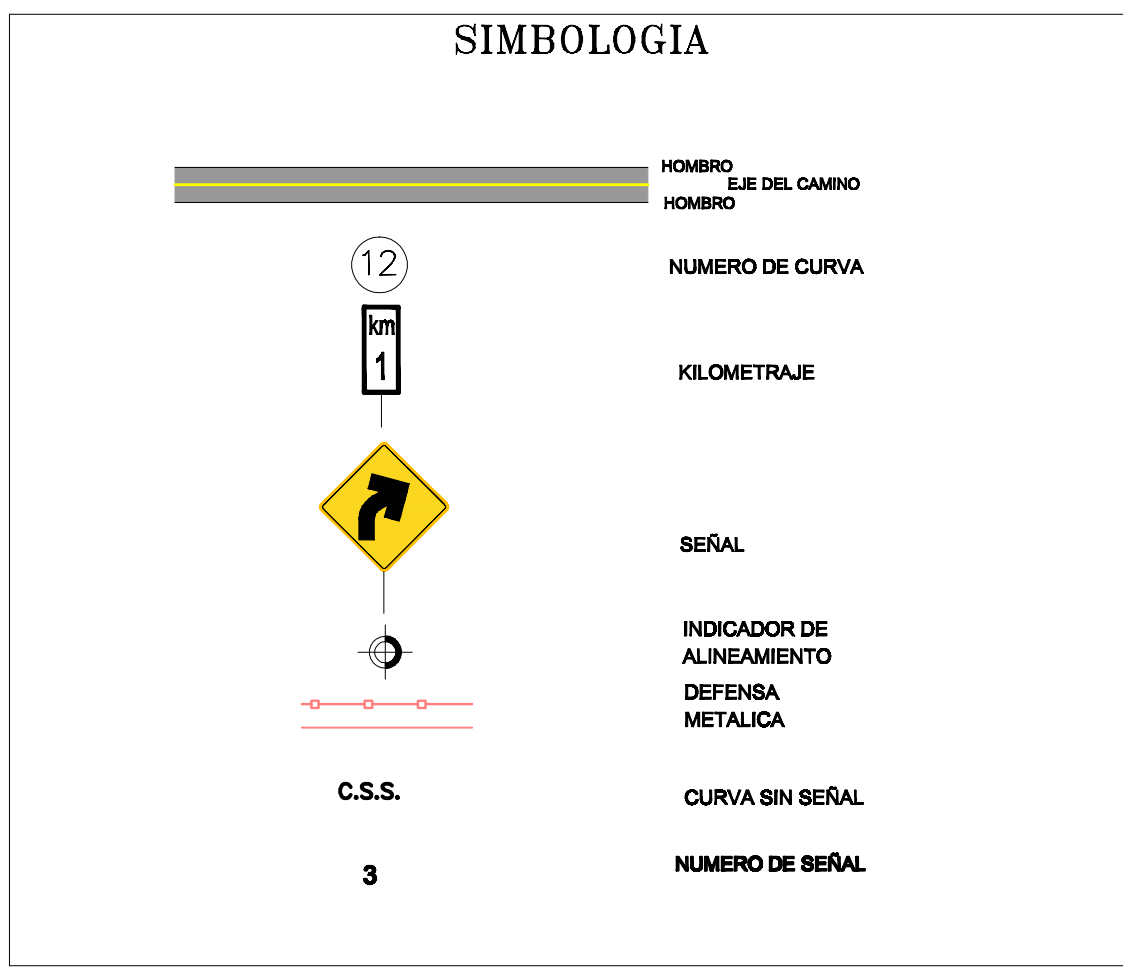 SIMBOLOGIA
HOMBRO
EJE DEL CAMINO
HOMBRO
12
NUMERO DE CURVA
km
1
KILOMETRAJE
SEÑAL
INDICADOR DE
ALINEAMIENTO
DEFENSA
METALICA
C.S.S.
CURVA SIN SEÑAL
3
NUMERO DE SEÑAL